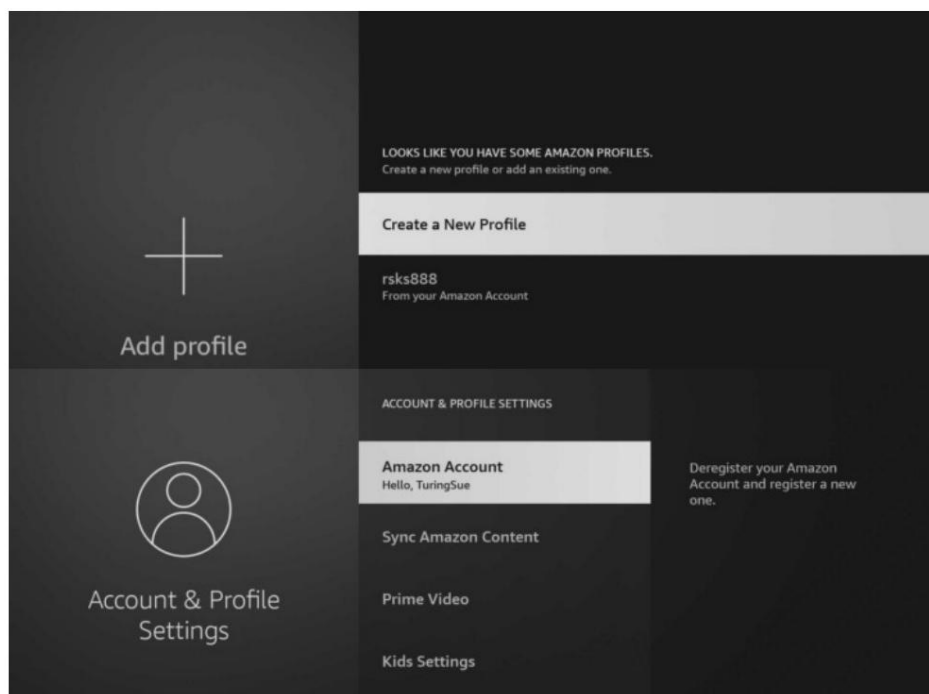 LOOKS LIKE YOU HAVE SOME AMAZON PROFILES.
Create a new profile or add an existing one.
Create a New Profile
rsks888
From your Amazon Account
Add profile
ACCOUNT & PROFILE SETTINGS
Amazon Account
Hello, TuringSue
Deregister your Amazon
Account and register a new
one.
Sync Amazon Content
Prime Video
Kids Settings
Account & Profile
Settings